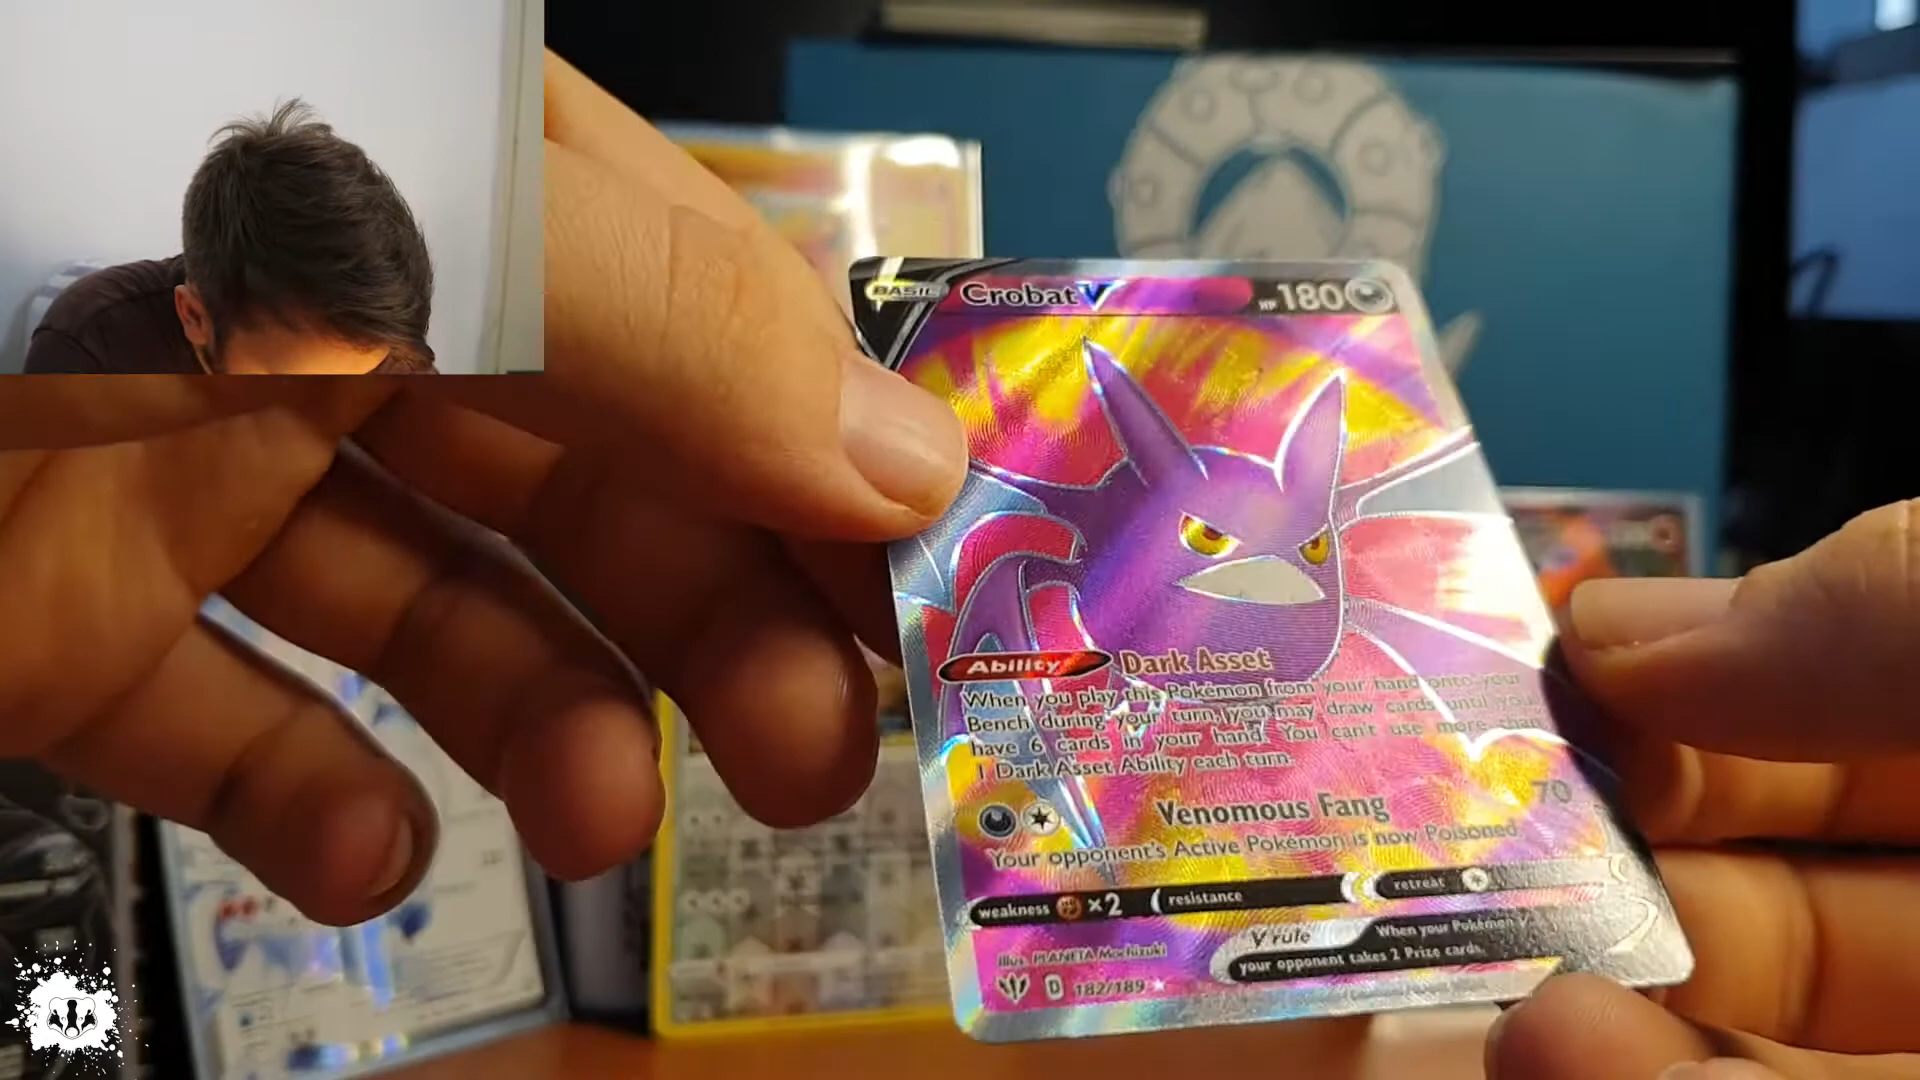 BASIC Crobat V HP 180
Ability Dark Asset
When you play this Pokémon from your hand onto your
Bench during your turn, you may draw cards until you
have 6 cards in your hand. You can't use more than
1 Dark Asset Ability each turn.
Venomous Fang 70
Your opponent's Active Pokémon is now Poisoned.
weakness ×2 resistance retreat
V rule When your Pokémon V
your opponent takes 2 Prize cards.
Illus. PLANETA Mochizuki
D 182/189